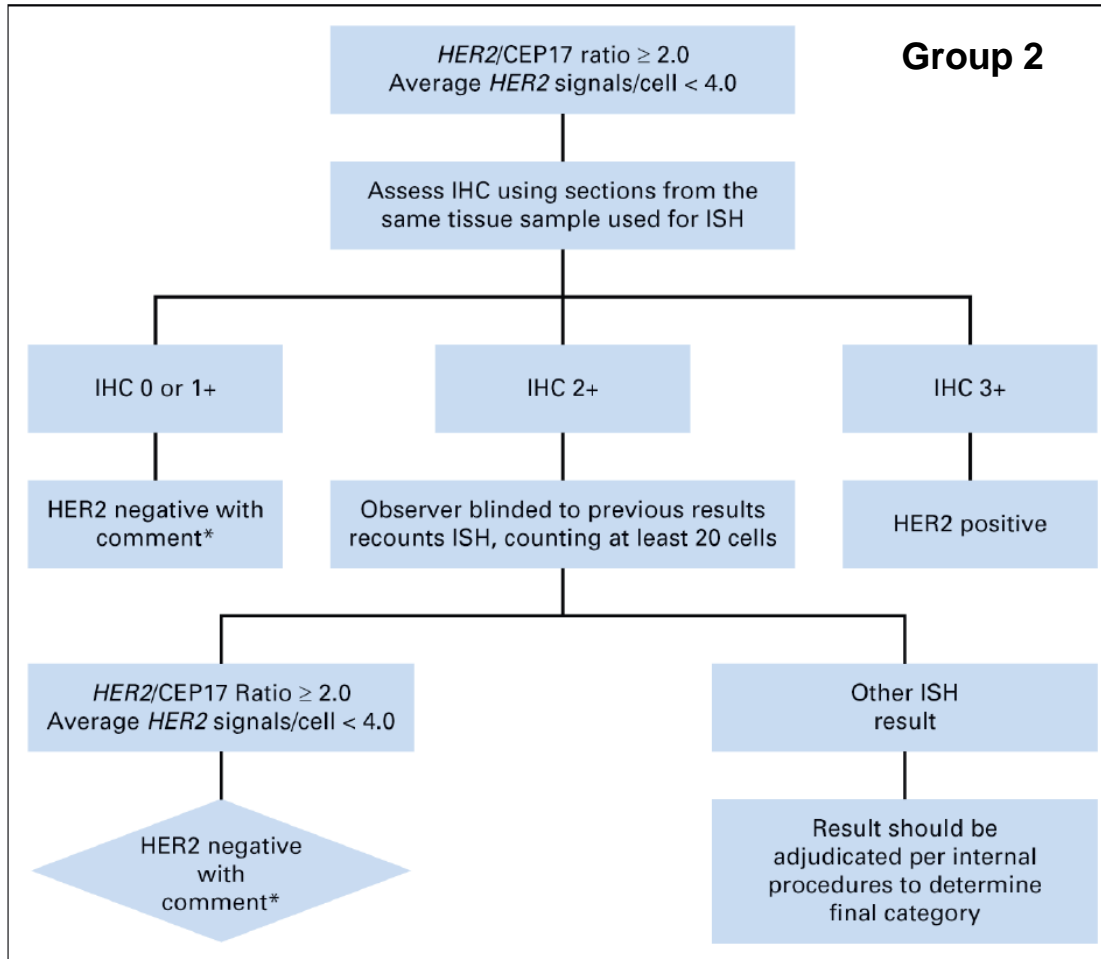 Group 2
HER2/CEP17 ratio ≥ 2.0
Average HER2 signals/cell < 4.0
Assess IHC using sections from the
same tissue sample used for ISH
IHC 0 or 1+
IHC 2+
IHC 3+
HER2 negative with
comment*
Observer blinded to previous results
recounts ISH, counting at least 20 cells
HER2 positive
HER2/CEP17 Ratio ≥ 2.0
Average HER2 signals/cell < 4.0
Other ISH
result
HER2 negative
with
comment*
Result should be
adjudicated per internal
procedures to determine
final category